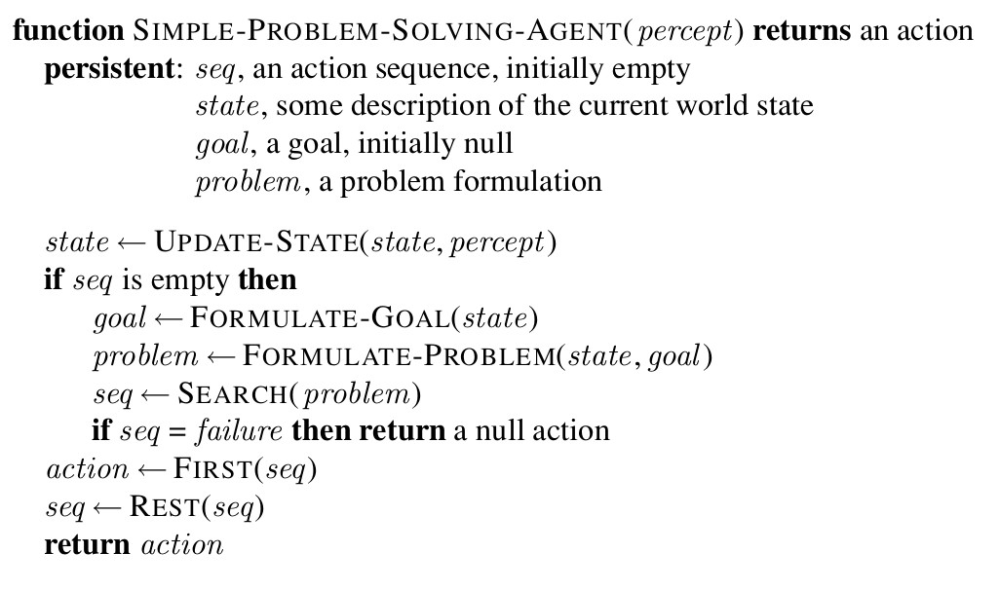 function SIMPLE-PROBLEM-SOLVING-AGENT(percept) returns an action
persistent: seq, an action sequence, initially empty
state, some description of the current world state
goal, a goal, initially null
problem, a problem formulation
state ← UPDATE-STATE(state, percept)
if seq is empty then
goal ← FORMULATE-GOAL(state)
problem ← FORMULATE-PROBLEM(state, goal)
seq ← SEARCH(problem)
if seq = failure then return a null action
action ← FIRST(seq)
seq ← REST(seq)
return action